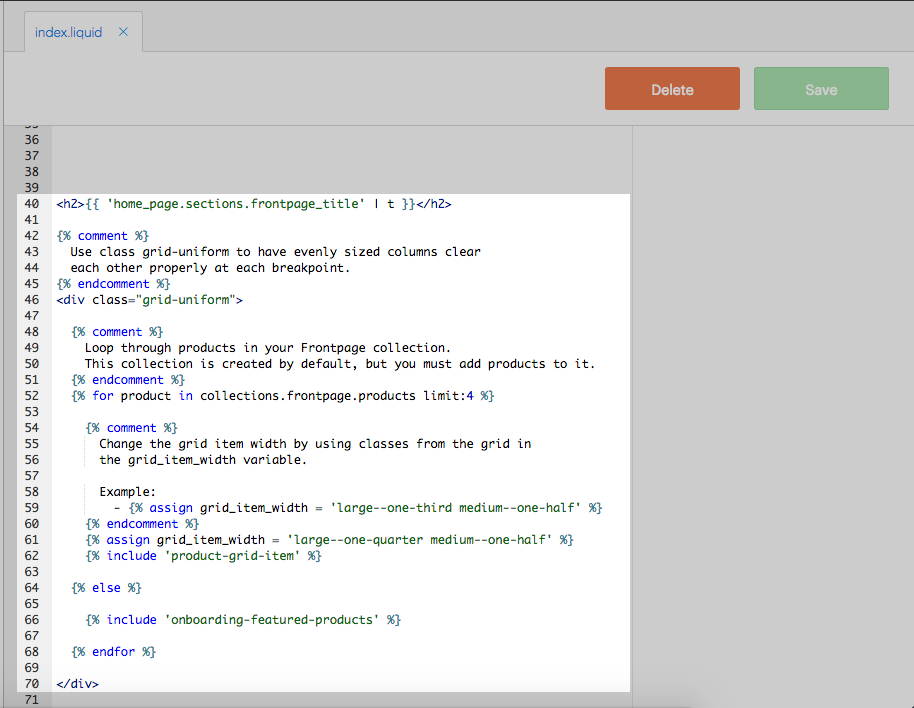 index.liquid ×
Delete Save
35
36
37
38
39
40 <h2>{{ 'home_page.sections.frontpage_title' | t }}</h2>
41
42 {% comment %}
43 Use class grid-uniform to have evenly sized columns clear
44 each other properly at each breakpoint.
45 {% endcomment %}
46 <div class="grid-uniform">
47
48 {% comment %}
49 Loop through products in your Frontpage collection.
50 This collection is created by default, but you must add products to it.
51 {% endcomment %}
52 {% for product in collections.frontpage.products limit:4 %}
53
54 {% comment %}
55 Change the grid item width by using classes from the grid in
56 the grid_item_width variable.
57
58 Example:
59 - {% assign grid_item_width = 'large--one-third medium--one-half' %}
60 {% endcomment %}
61 {% assign grid_item_width = 'large--one-quarter medium--one-half' %}
62 {% include 'product-grid-item' %}
63
64 {% else %}
65
66 {% include 'onboarding-featured-products' %}
67
68 {% endfor %}
69
70 </div>
71